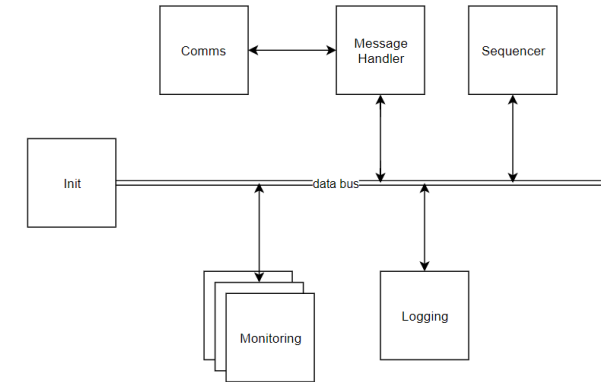 Comms
Message
Handler
Sequencer
Init
data bus
Monitoring
Logging